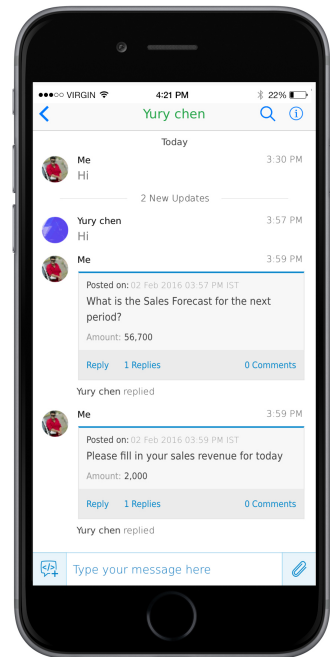 VIRGIN 4:21 PM 22%
Yury chen
Today
Me 3:30 PM
Hi
2 New Updates
Yury chen 3:57 PM
Hi
Me 3:59 PM
Posted on: 02 Feb 2016 03:57 PM IST
What is the Sales Forecast for the next
period?
Amount: 56,700
Reply 1 Replies 0 Comments
Yury chen replied
Me 3:59 PM
Posted on: 02 Feb 2016 03:59 PM IST
Please fill in your sales revenue for today
Amount: 2,000
Reply 1 Replies 0 Comments
Yury chen replied
Type your message here